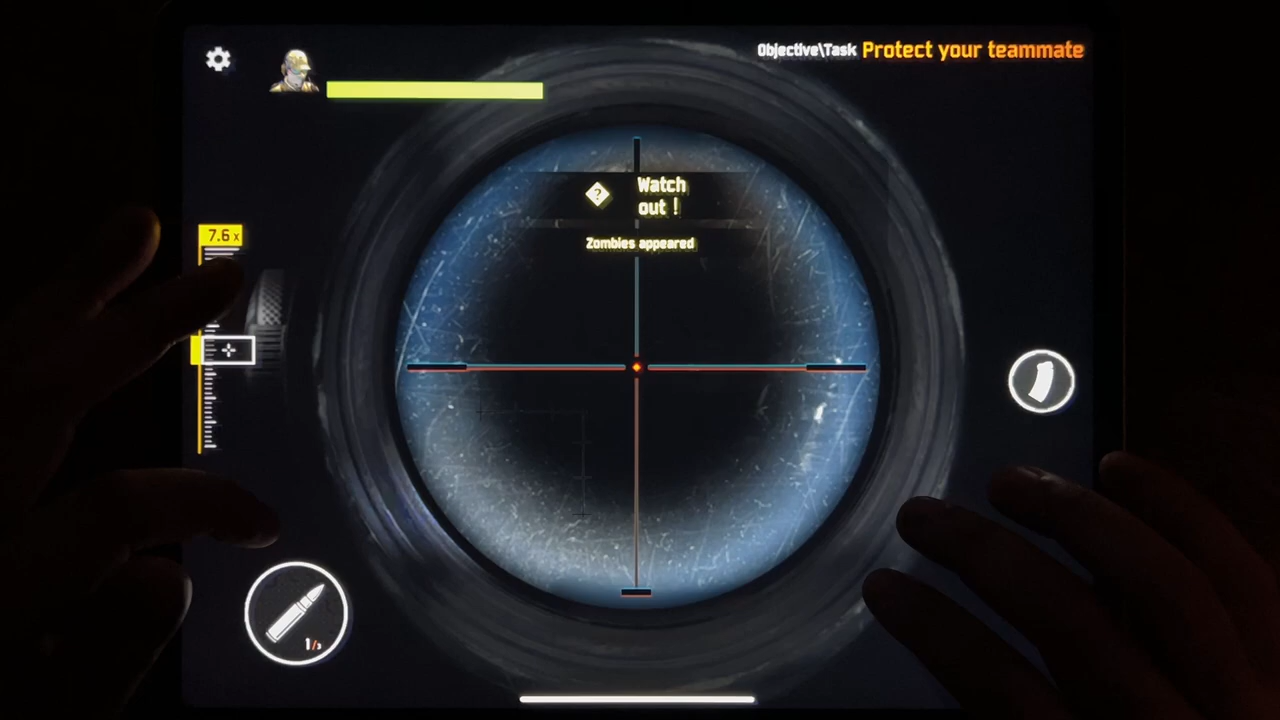 Objective\Task Protect your teammate
? Watch
out !
Zombies appeared
7.6 x
1/3